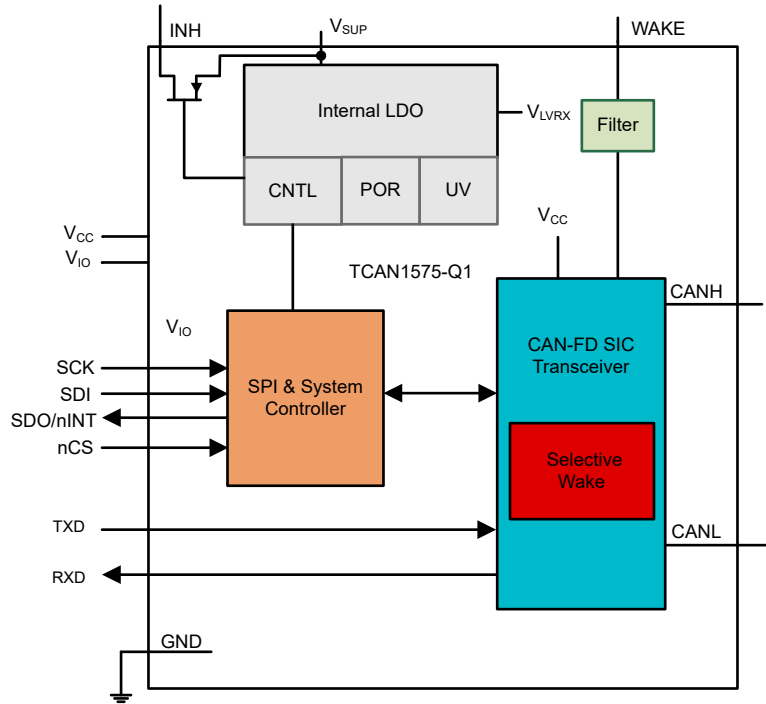 INH
VSUP
WAKE
Internal LDO
VLVRX
Filter
CNTL
POR
UV
VCC
VIO
VCC
TCAN1575-Q1
CANH
VIO
SCK
SDI
SDO/nINT
nCS
SPI & System
Controller
CAN-FD SIC
Transceiver
Selective
Wake
TXD
RXD
CANL
GND